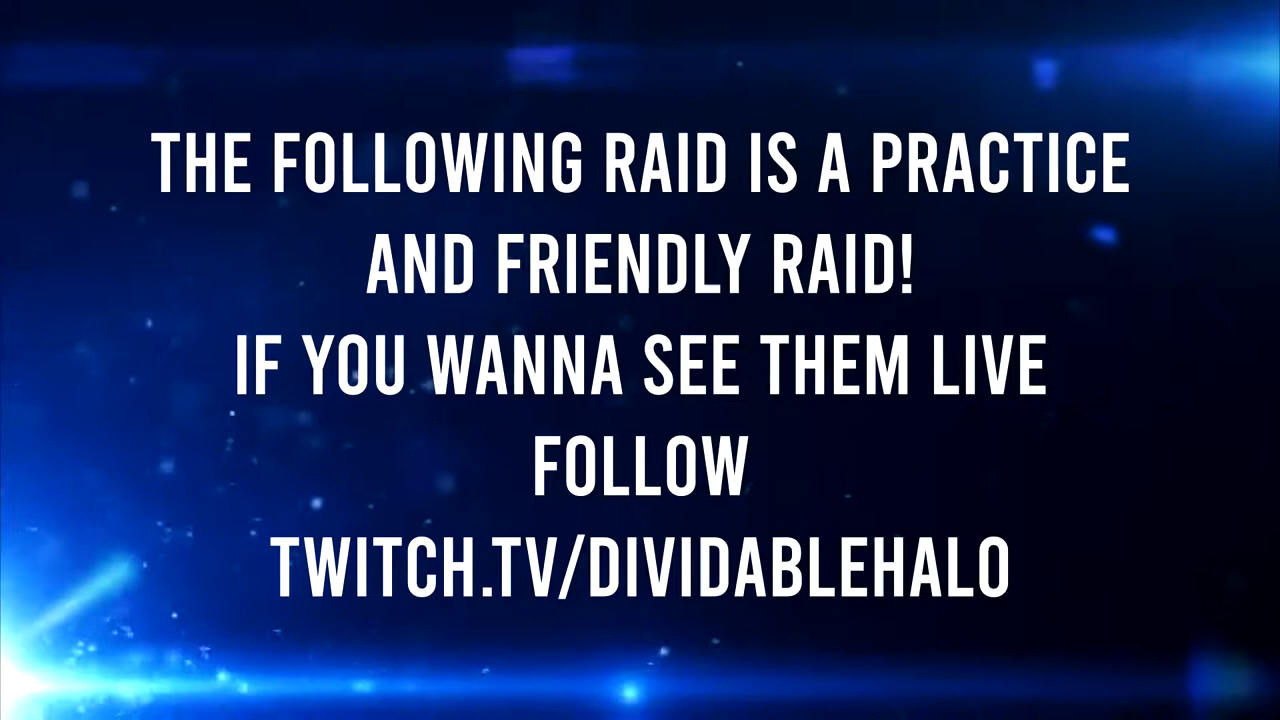 THE FOLLOWING RAID IS A PRACTICE
AND FRIENDLY RAID!
IF YOU WANNA SEE THEM LIVE
FOLLOW
TWITCH.TV/DIVIDABLEHALO